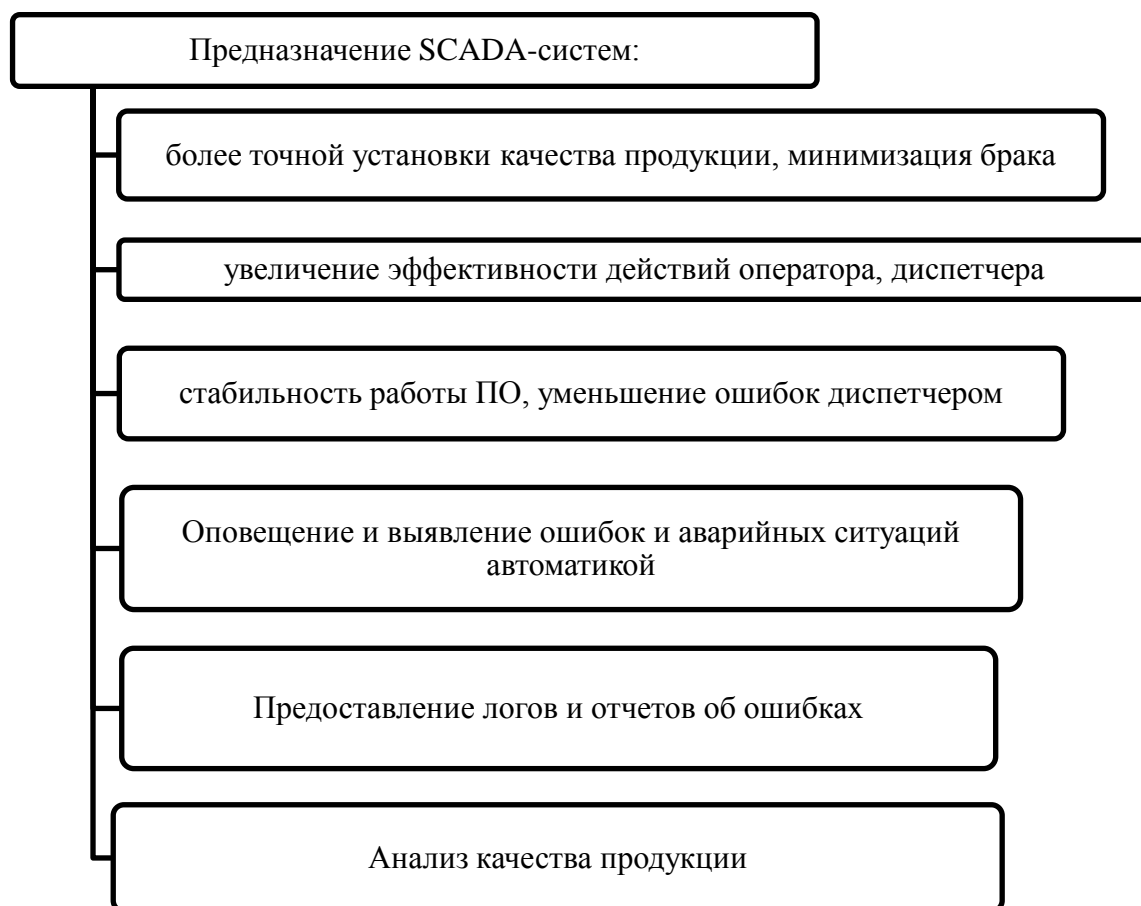 Предназначение SCADA-систем:
более точной установки качества продукции, минимизация брака
увеличение эффективности действий оператора, диспетчера
стабильность работы ПО, уменьшение ошибок диспетчером
Оповещение и выявление ошибок и аварийных ситуаций
автоматикой
Предоставление логов и отчетов об ошибках
Анализ качества продукции